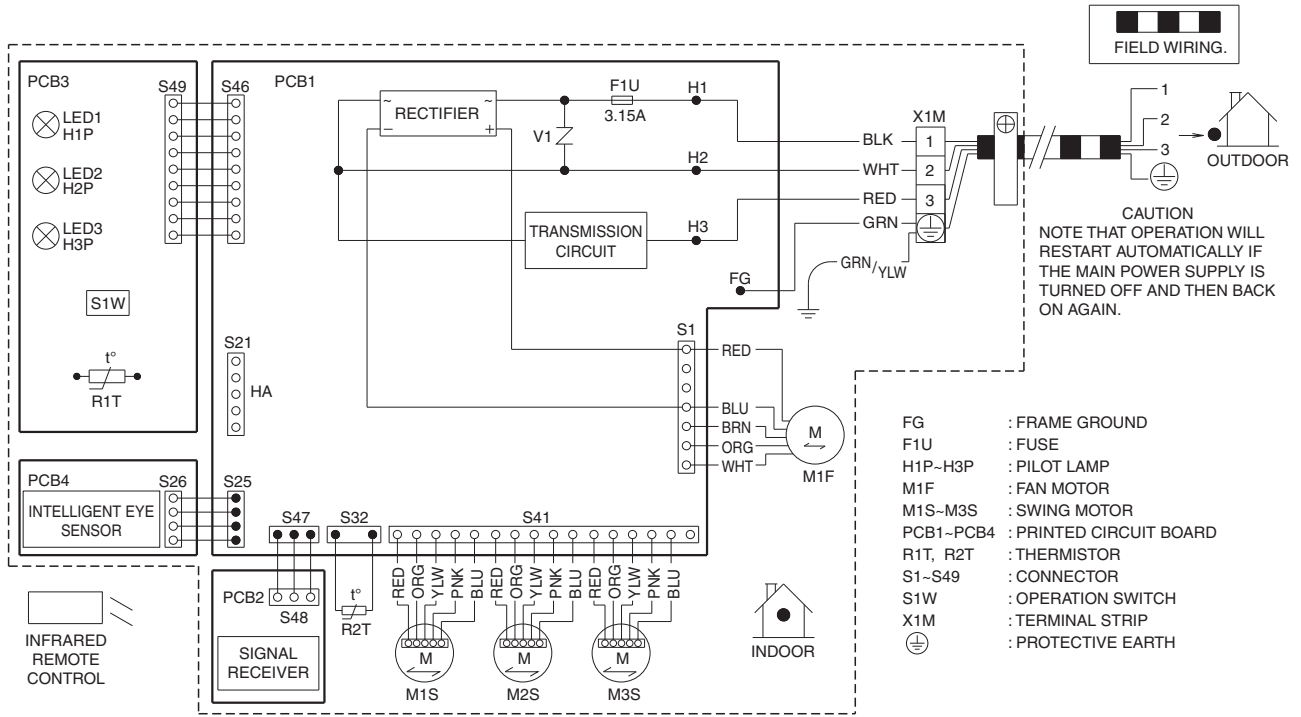 FIELD WIRING.
PCB3
S49
S46
PCB1
RECTIFIER
~
~
−
+
F1U
3.15A
V1
H1
H2
H3
TRANSMISSION
CIRCUIT
FG
LED1
H1P
LED2
H2P
LED3
H3P
S1W
t°
R1T
S21
HA
X1M
BLK
1
WHT
2
RED
3
GRN
GRN/YLW
1
2
3
OUTDOOR
CAUTION
NOTE THAT OPERATION WILL
RESTART AUTOMATICALLY IF
THE MAIN POWER SUPPLY IS
TURNED OFF AND THEN BACK
ON AGAIN.
S1
RED
BLU
BRN
ORG
WHT
M
M1F
PCB4
S26
S25
INTELLIGENT EYE
SENSOR
S47
S32
S41
PCB2
S48
SIGNAL
RECEIVER
t°
R2T
RED
ORG
YLW
PNK
BLU
RED
ORG
YLW
PNK
BLU
RED
ORG
YLW
PNK
BLU
M
M1S
M
M2S
M
M3S
INDOOR
INFRARED
REMOTE
CONTROL
FG : FRAME GROUND
F1U : FUSE
H1P~H3P : PILOT LAMP
M1F : FAN MOTOR
M1S~M3S : SWING MOTOR
PCB1~PCB4 : PRINTED CIRCUIT BOARD
R1T, R2T : THERMISTOR
S1~S49 : CONNECTOR
S1W : OPERATION SWITCH
X1M : TERMINAL STRIP
: PROTECTIVE EARTH